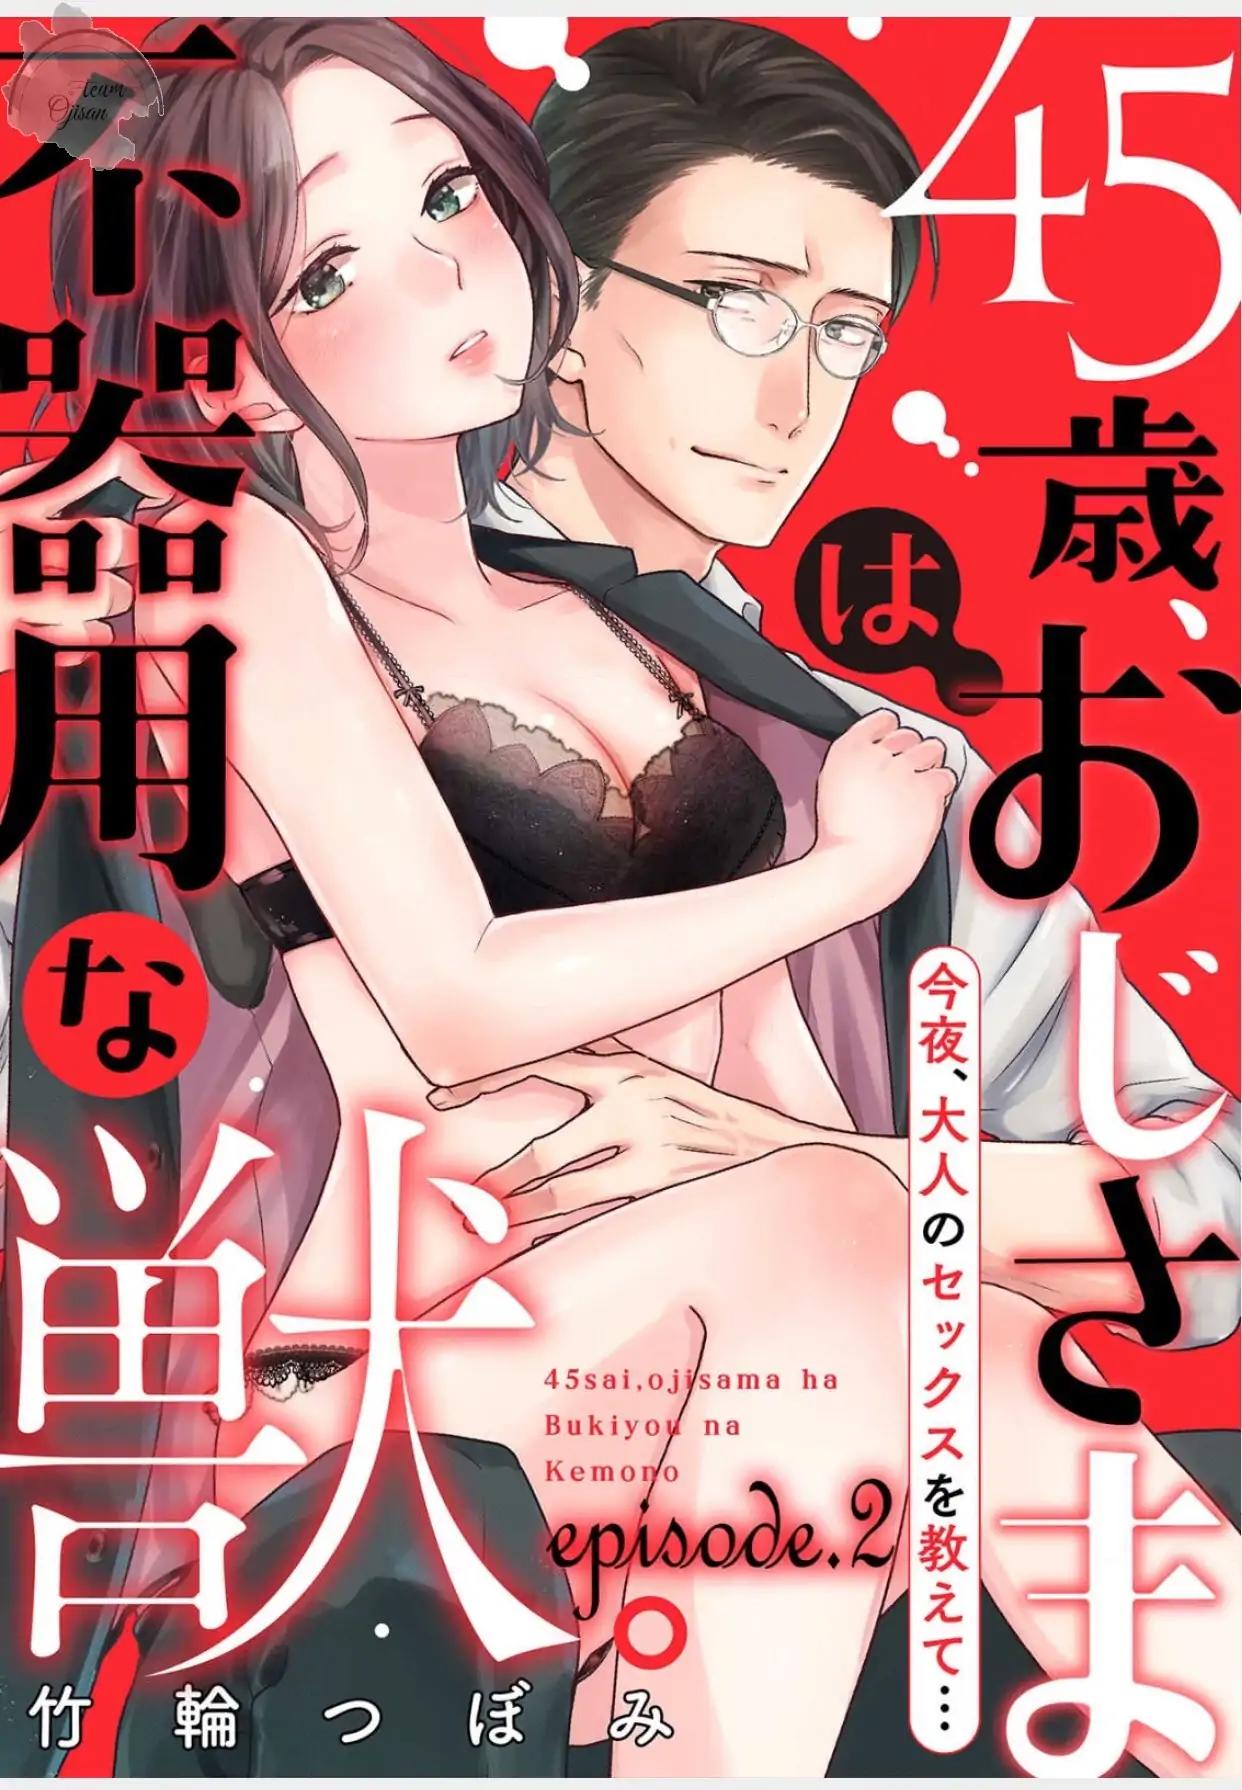 45歳、おじさま
は
不器用な
獣。
今夜、大人のセックスを教えて…
45sai,ojisama ha
Bukiyou na
Kemono
episode.2
竹輪つぼみ
team
Ojisan